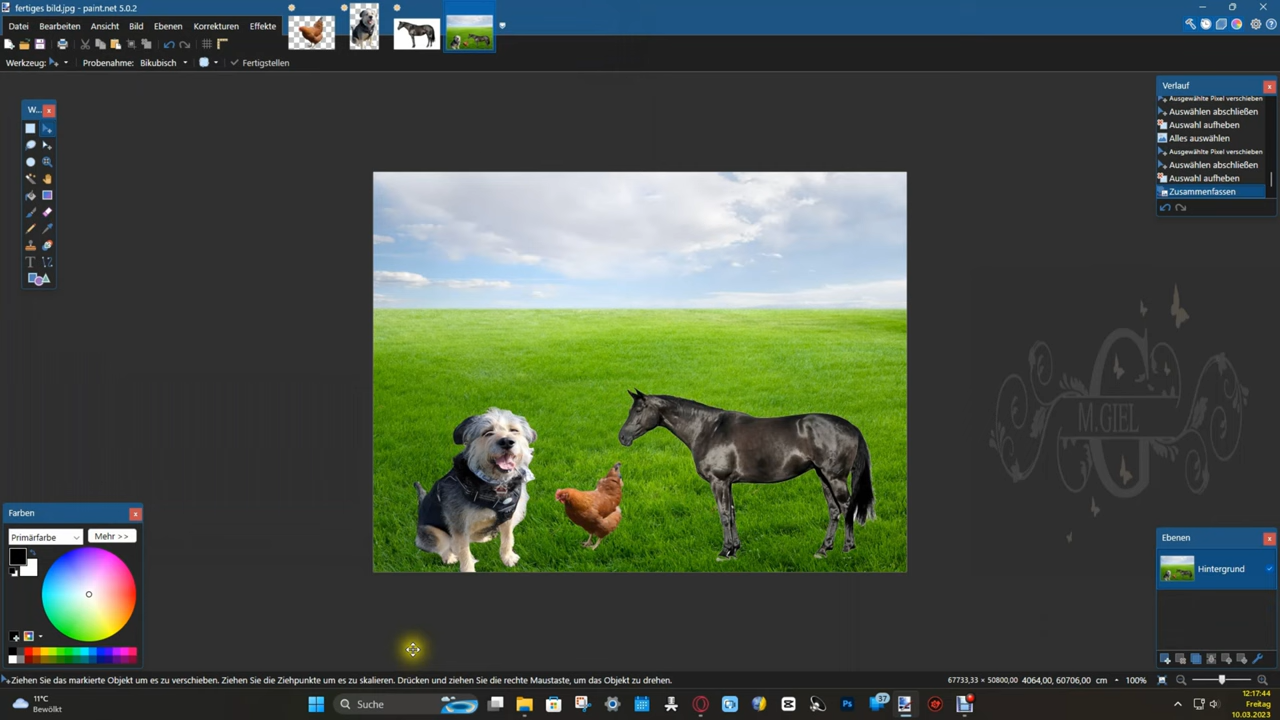 fertiges bild.jpg - paint.net 5.0.2
Datei Bearbeiten Ansicht Bild Ebenen Korrekturen Effekte
Werkzeug: Probenahme: Bikubisch Fertigstellen
W...
Verlauf
Ausgewählte Pixel verschieben
Auswählen abschließen
Auswahl aufheben
Alles auswählen
Ausgewählte Pixel verschieben
Auswählen abschließen
Auswahl aufheben
Zusammenfassen
M.GIEL
Farben
Primärfarbe Mehr >>
Ebenen
Hintergrund
Ziehen Sie das markierte Objekt um es zu verschieben. Ziehen Sie die Ziehpunkte um es zu skalieren. Drücken und ziehen Sie die rechte Maustaste, um das Objekt zu drehen.
67733,33 × 50800,00 4064,00, 60706,00 cm 100%
11°C
Bewölkt
Suche
Ps
37
12:17:44
Freitag
10.03.2023